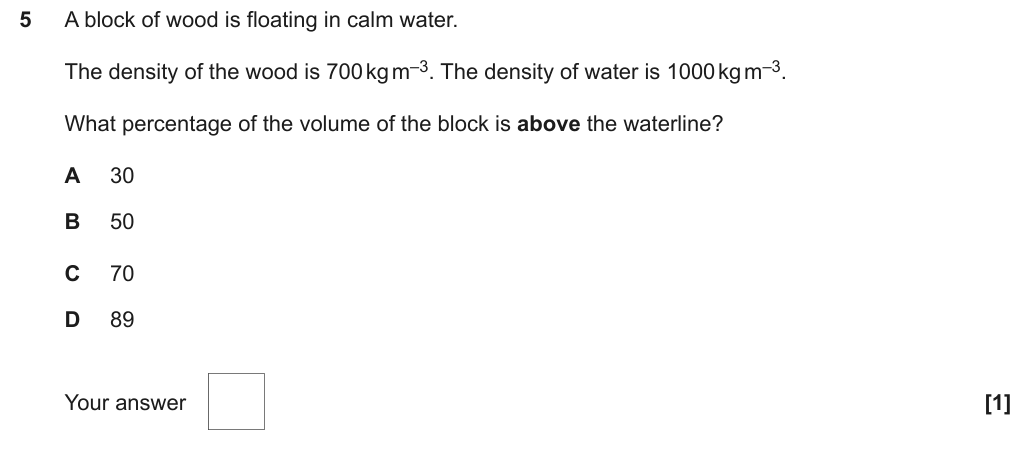 5 A block of wood is floating in calm water.
The density of the wood is 700 kg m⁻³. The density of water is 1000 kg m⁻³.
What percentage of the volume of the block is above the waterline?
A 30
B 50
C 70
D 89
Your answer [1]